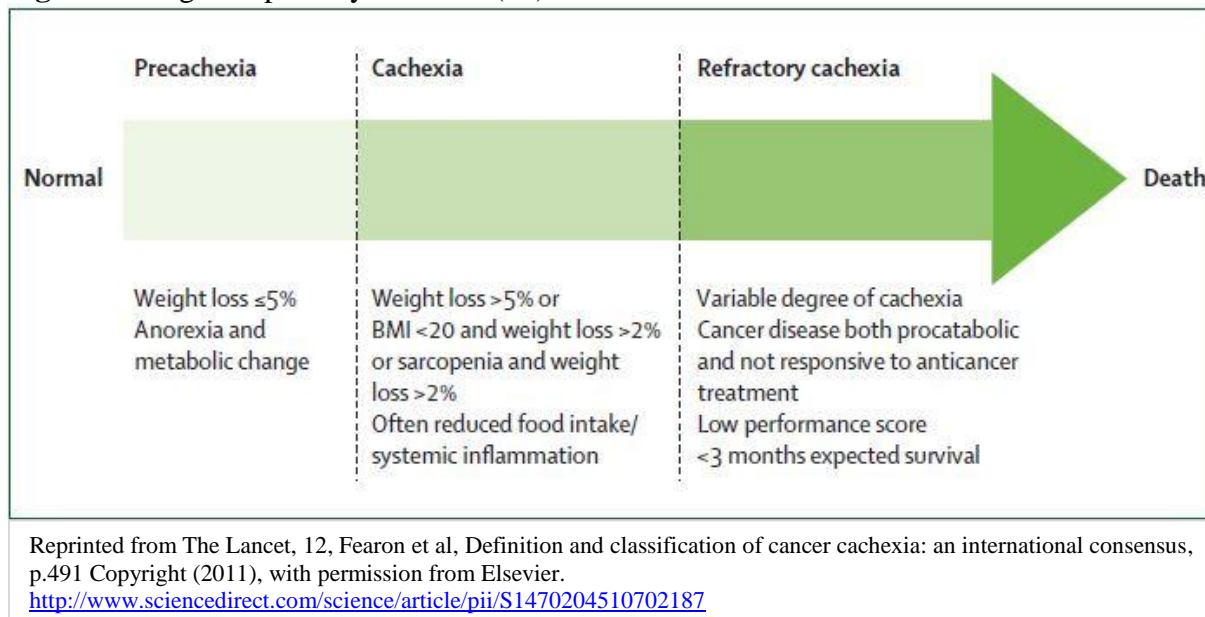 Precachexia
Cachexia
Refractory cachexia
Normal
Death
Weight loss ≤5%
Anorexia and
metabolic change
Weight loss >5% or
BMI <20 and weight loss >2%
or sarcopenia and weight
loss >2%
Often reduced food intake/
systemic inflammation
Variable degree of cachexia
Cancer disease both procatabolic
and not responsive to anticancer
treatment
Low performance score
<3 months expected survival
Reprinted from The Lancet, 12, Fearon et al, Definition and classification of cancer cachexia: an international consensus,
p.491 Copyright (2011), with permission from Elsevier.
http://www.sciencedirect.com/science/article/pii/S1470204510702187